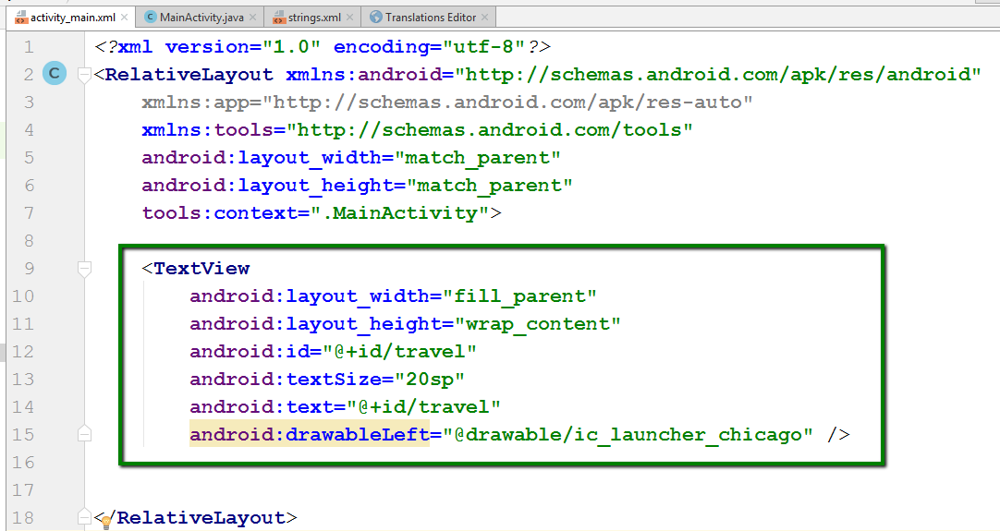 activity_main.xml × MainActivity.java × strings.xml × Translations Editor ×
1 <?xml version="1.0" encoding="utf-8"?>
2 C <RelativeLayout xmlns:android="http://schemas.android.com/apk/res/android"
3 xmlns:app="http://schemas.android.com/apk/res-auto"
4 xmlns:tools="http://schemas.android.com/tools"
5 android:layout_width="match_parent"
6 android:layout_height="match_parent"
7 tools:context=".MainActivity">
8
9 <TextView
10 android:layout_width="fill_parent"
11 android:layout_height="wrap_content"
12 android:id="@+id/travel"
13 android:textSize="20sp"
14 android:text="@+id/travel"
15 android:drawableLeft="@drawable/ic_launcher_chicago" />
16
17
18 </RelativeLayout>